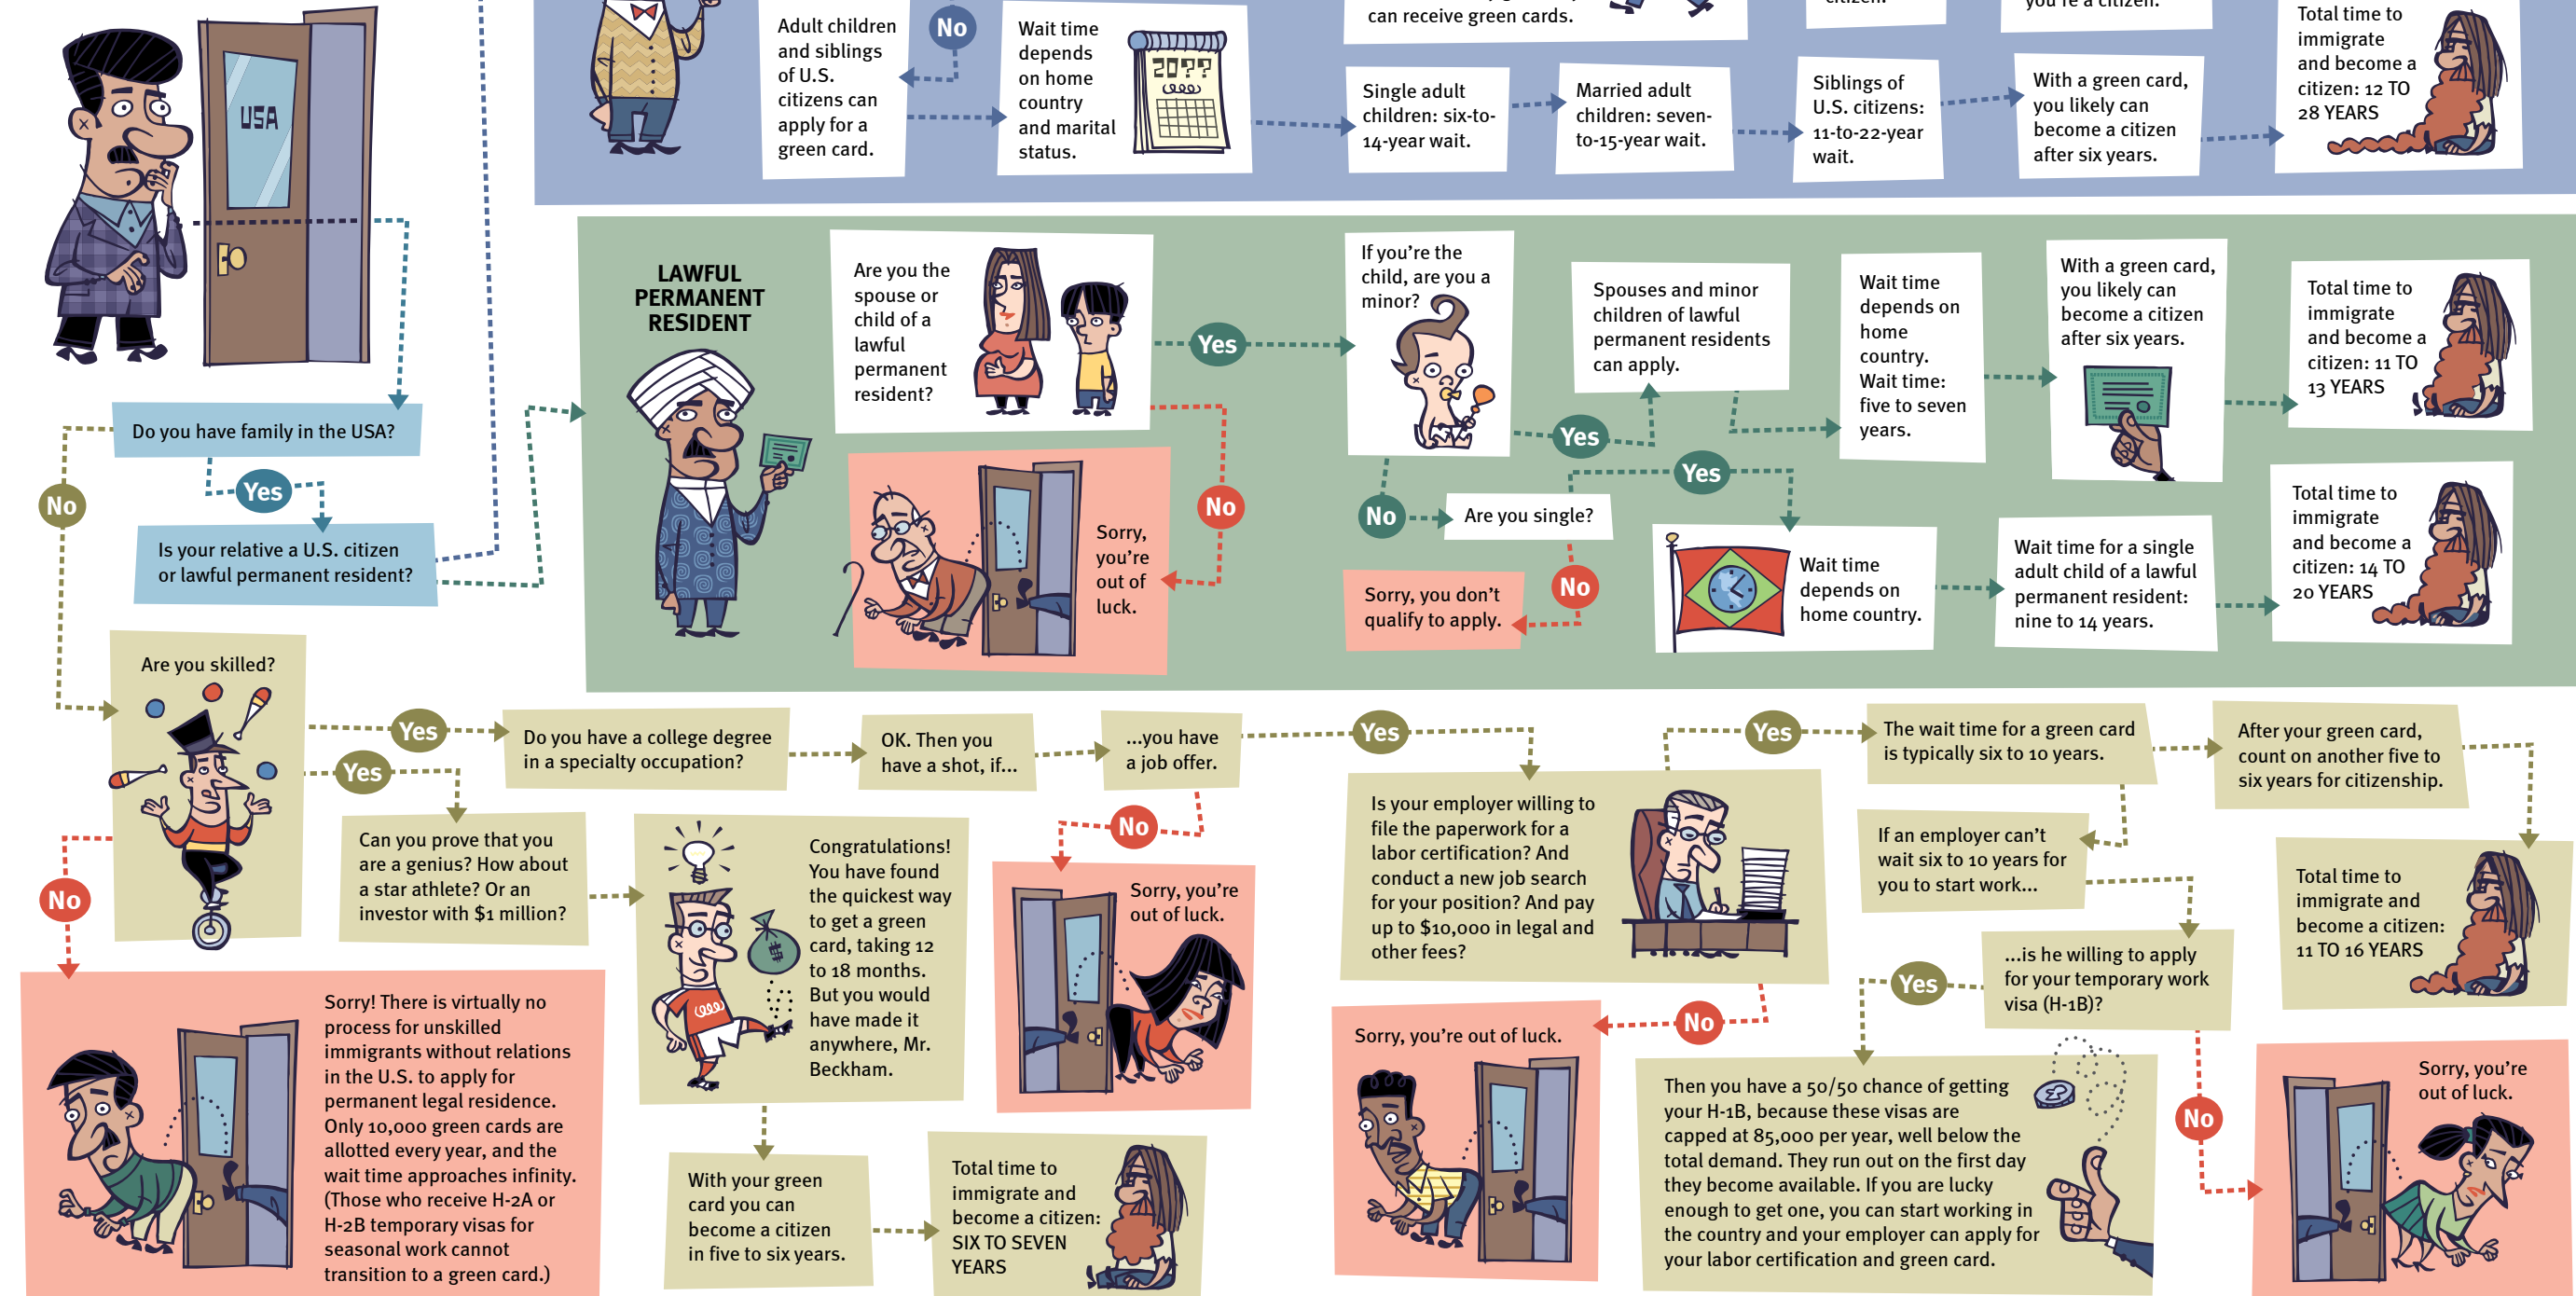 USA
Do you have family in the USA?
No
Yes
Is your relative a U.S. citizen
or lawful permanent resident?
Adult children
and siblings
of U.S.
citizens can
apply for a
green card.
No
Wait time
depends
on home
country
and marital
status.
20??
can receive green cards.
Single adult
children: six-to-
14-year wait.
Married adult
children: seven-
to-15-year wait.
Siblings of
U.S. citizens:
11-to-22-year
wait.
you're a citizen.
With a green card,
you likely can
become a citizen
after six years.
Total time to
immigrate
and become a
citizen: 12 TO
28 YEARS
LAWFUL
PERMANENT
RESIDENT
Are you the
spouse or
child of a
lawful
permanent
resident?
Yes
No
Sorry,
you're
out of
luck.
If you're the
child, are you a
minor?
Yes
Spouses and minor
children of lawful
permanent residents
can apply.
Wait time
depends on
home
country.
Wait time:
five to seven
years.
With a green card,
you likely can
become a citizen
after six years.
Total time to
immigrate
and become a
citizen: 11 TO
13 YEARS
No
Are you single?
Yes
No
Sorry, you don't
qualify to apply.
Wait time
depends on
home country.
Wait time for a single
adult child of a lawful
permanent resident:
nine to 14 years.
Total time to
immigrate
and become a
citizen: 14 TO
20 YEARS
Are you skilled?
Yes
Do you have a college degree
in a specialty occupation?
OK. Then you
have a shot, if...
...you have
a job offer.
Yes
No
Sorry, you're
out of luck.
Yes
Can you prove that you
are a genius? How about
a star athlete? Or an
investor with $1 million?
$
Congratulations!
You have found
the quickest way
to get a green
card, taking 12
to 18 months.
But you would
have made it
anywhere, Mr.
Beckham.
With your green
card you can
become a citizen
in five to six years.
Total time to
immigrate and
become a citizen:
SIX TO SEVEN
YEARS
No
Sorry! There is virtually no
process for unskilled
immigrants without relations
in the U.S. to apply for
permanent legal residence.
Only 10,000 green cards are
allotted every year, and the
wait time approaches infinity.
(Those who receive H-2A or
H-2B temporary visas for
seasonal work cannot
transition to a green card.)
Is your employer willing to
file the paperwork for a
labor certification? And
conduct a new job search
for your position? And pay
up to $10,000 in legal and
other fees?
No
Sorry, you're out of luck.
Yes
The wait time for a green card
is typically six to 10 years.
After your green card,
count on another five to
six years for citizenship.
Total time to
immigrate and
become a citizen:
11 TO 16 YEARS
If an employer can't
wait six to 10 years for
you to start work...
...is he willing to apply
for your temporary work
visa (H-1B)?
Yes
Then you have a 50/50 chance of getting
your H-1B, because these visas are
capped at 85,000 per year, well below the
total demand. They run out on the first day
they become available. If you are lucky
enough to get one, you can start working in
the country and your employer can apply for
your labor certification and green card.
No
Sorry, you're
out of luck.